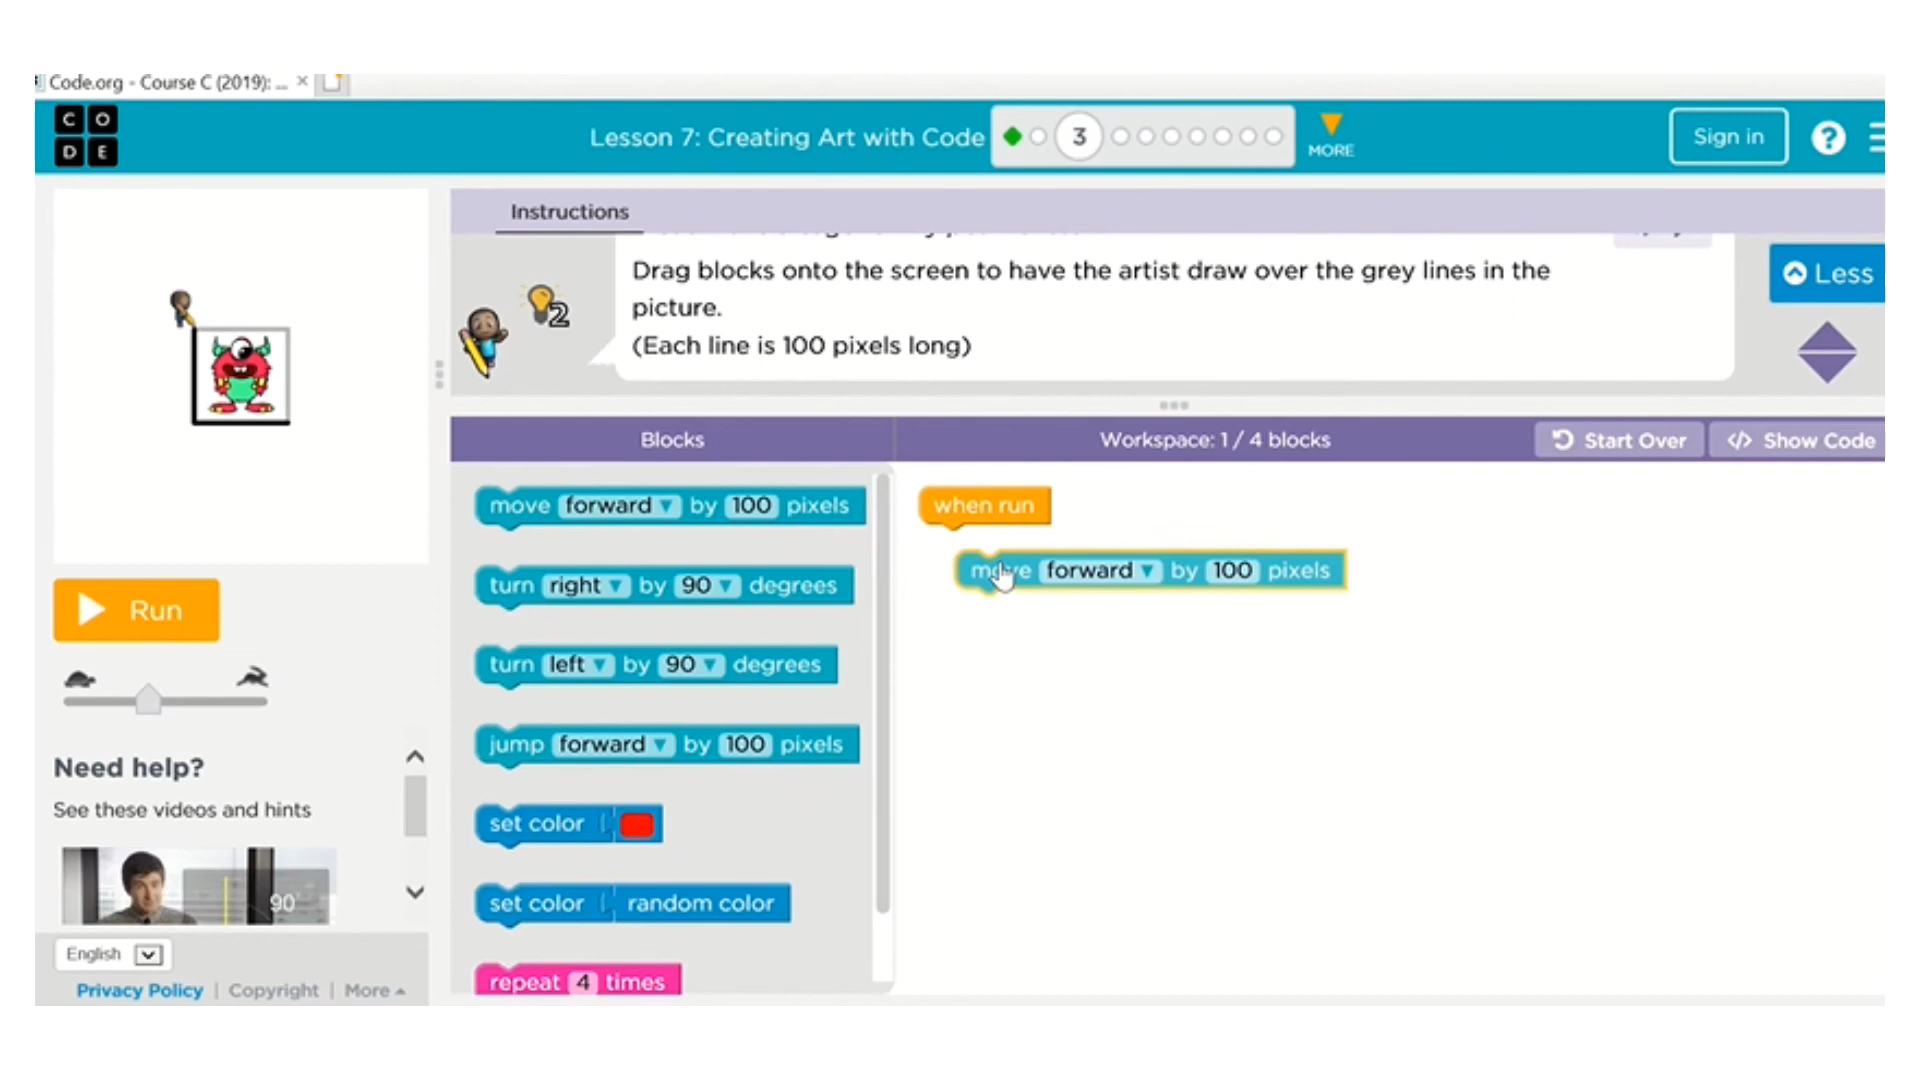 Code.org - Course C (2019): ...
C O
D E
Lesson 7: Creating Art with Code
3
MORE
Sign in
?
Instructions
2
Drag blocks onto the screen to have the artist draw over the grey lines in the
picture.
(Each line is 100 pixels long)
Less
Blocks
Workspace: 1 / 4 blocks
Start Over
</> Show Code
move forward by 100 pixels
turn right by 90 degrees
turn left by 90 degrees
jump forward by 100 pixels
set color
set color random color
repeat 4 times
when run
move forward by 100 pixels
Run
Need help?
See these videos and hints
90°
English
Privacy Policy | Copyright | More